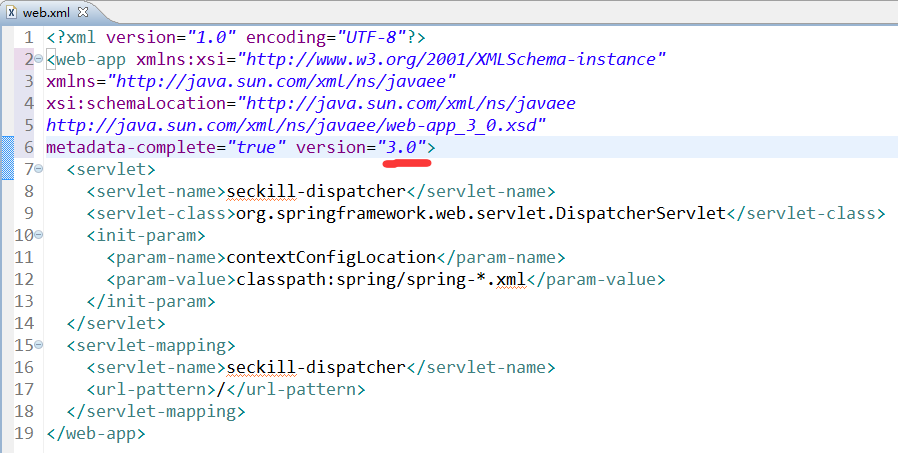 web.xml
1 <?xml version="1.0" encoding="UTF-8"?>
2 <web-app xmlns:xsi="http://www.w3.org/2001/XMLSchema-instance"
3 xmlns="http://java.sun.com/xml/ns/javaee"
4 xsi:schemaLocation="http://java.sun.com/xml/ns/javaee
5 http://java.sun.com/xml/ns/javaee/web-app_3_0.xsd"
6 metadata-complete="true" version="3.0">
7 <servlet>
8 <servlet-name>seckill-dispatcher</servlet-name>
9 <servlet-class>org.springframework.web.servlet.DispatcherServlet</servlet-class>
10 <init-param>
11 <param-name>contextConfigLocation</param-name>
12 <param-value>classpath:spring/spring-*.xml</param-value>
13 </init-param>
14 </servlet>
15 <servlet-mapping>
16 <servlet-name>seckill-dispatcher</servlet-name>
17 <url-pattern>/</url-pattern>
18 </servlet-mapping>
19 </web-app>